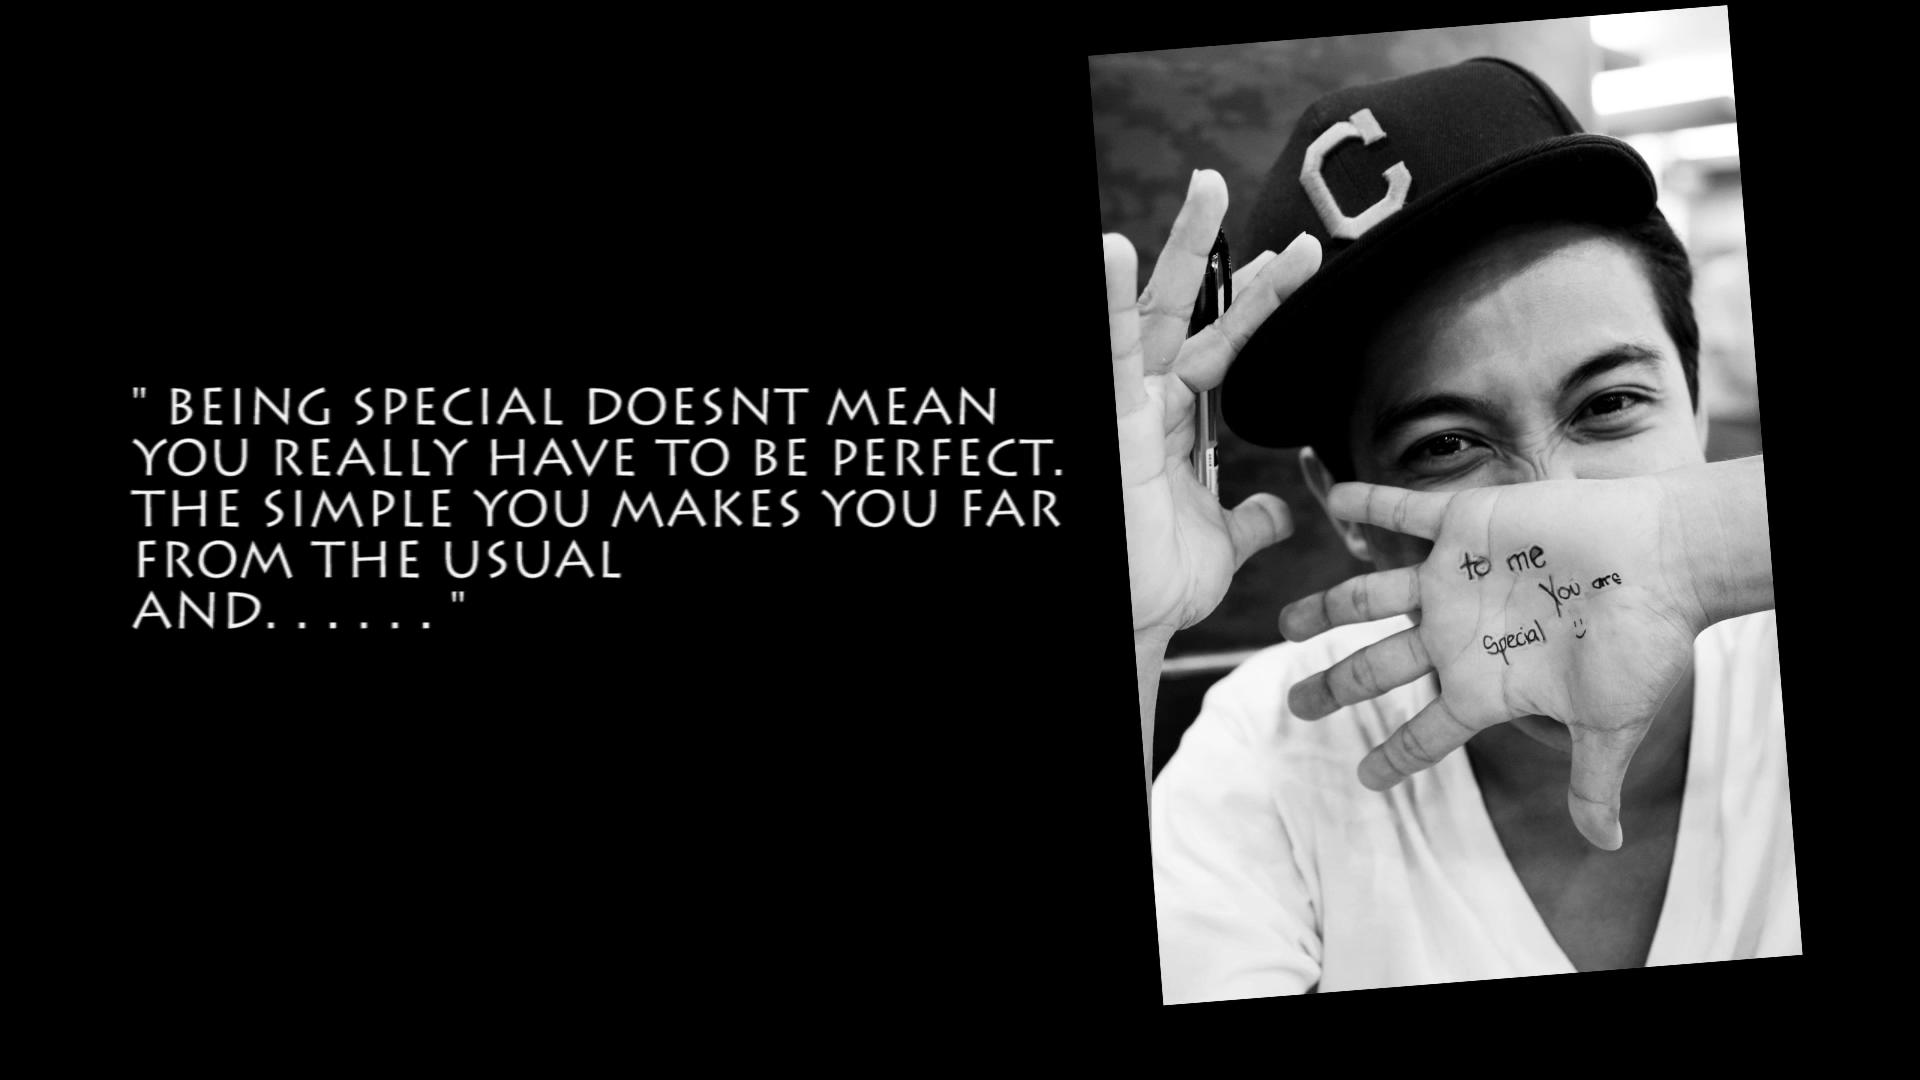 " BEING SPECIAL DOESNT MEAN
YOU REALLY HAVE TO BE PERFECT.
THE SIMPLE YOU MAKES YOU FAR
FROM THE USUAL
AND. . . . . . "
C
to me
You are
special :)